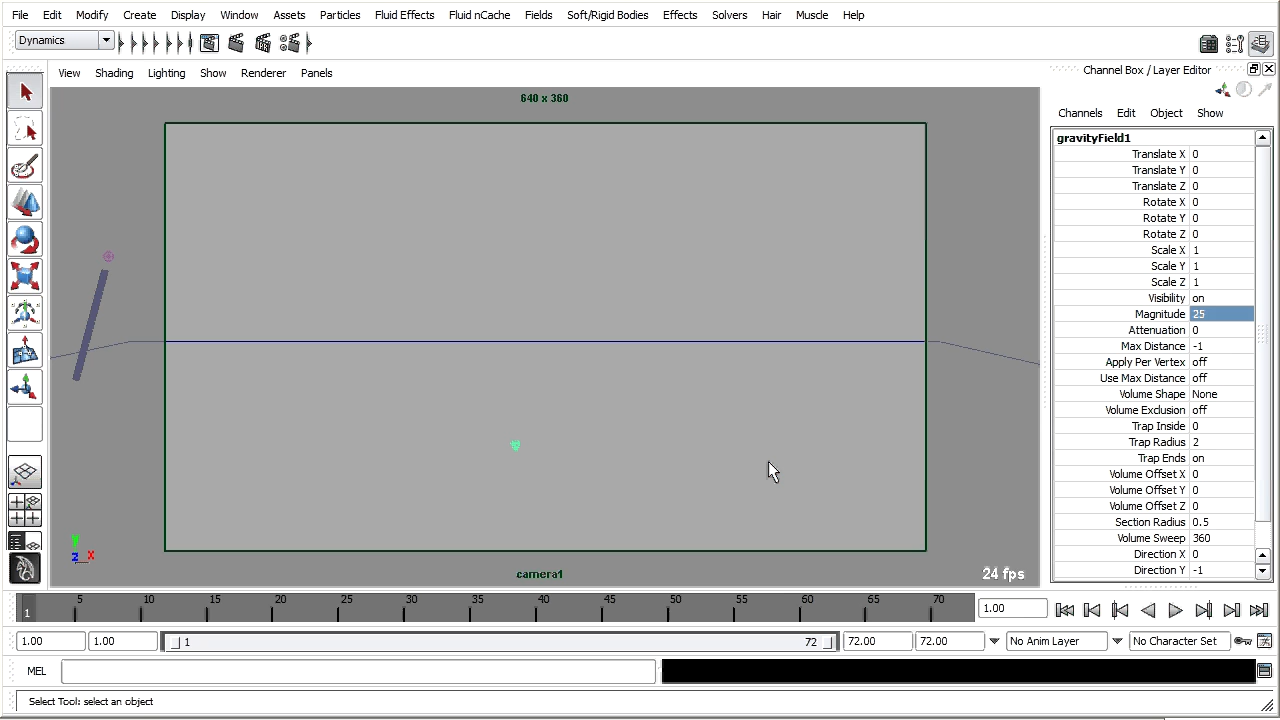 File Edit Modify Create Display Window Assets Particles Fluid Effects Fluid nCache Fields Soft/Rigid Bodies Effects Solvers Hair Muscle Help
Dynamics
View Shading Lighting Show Renderer Panels
Channel Box / Layer Editor
Channels Edit Object Show
640 x 360
gravityField1
Translate X 0
Translate Y 0
Translate Z 0
Rotate X 0
Rotate Y 0
Rotate Z 0
Scale X 1
Scale Y 1
Scale Z 1
Visibility on
Magnitude 25
Attenuation 0
Max Distance -1
Apply Per Vertex off
Use Max Distance off
Volume Shape None
Volume Exclusion off
Trap Inside 0
Trap Radius 2
Trap Ends on
Volume Offset X 0
Volume Offset Y 0
Volume Offset Z 0
Section Radius 0.5
Volume Sweep 360
Direction X 0
Direction Y -1
Y
Z X
camera1
24 fps
1 5 10 15 20 25 30 35 40 45 50 55 60 65 70
1.00
1.00 1.00 1 72 72.00 72.00 No Anim Layer No Character Set
MEL
Select Tool: select an object